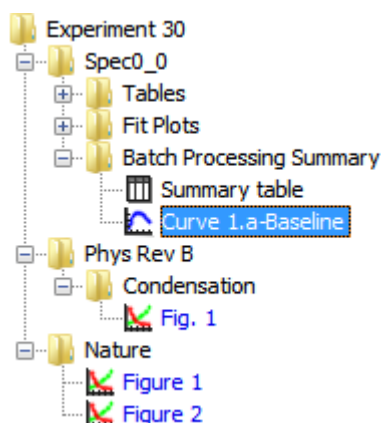 Experiment 30
Spec0_0
Tables
Fit Plots
Batch Processing Summary
Summary table
Curve 1.a-Baseline
Phys Rev B
Condensation
Fig. 1
Nature
Figure 1
Figure 2